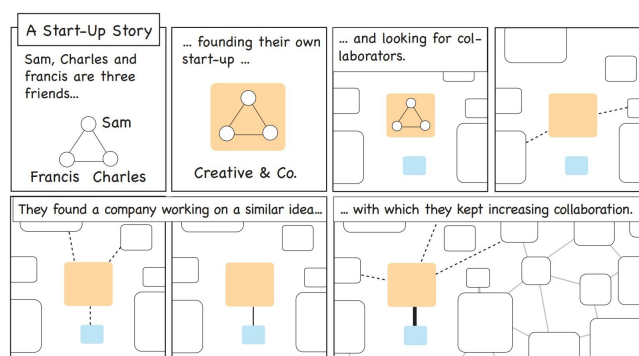 A Start-Up Story
Sam, Charles and
francis are three
friends...
Sam
Francis Charles
... founding their own
start-up ...
Creative & Co.
... and looking for col-
laborators.
They found a company working on a similar idea...
... with which they kept increasing collaboration.